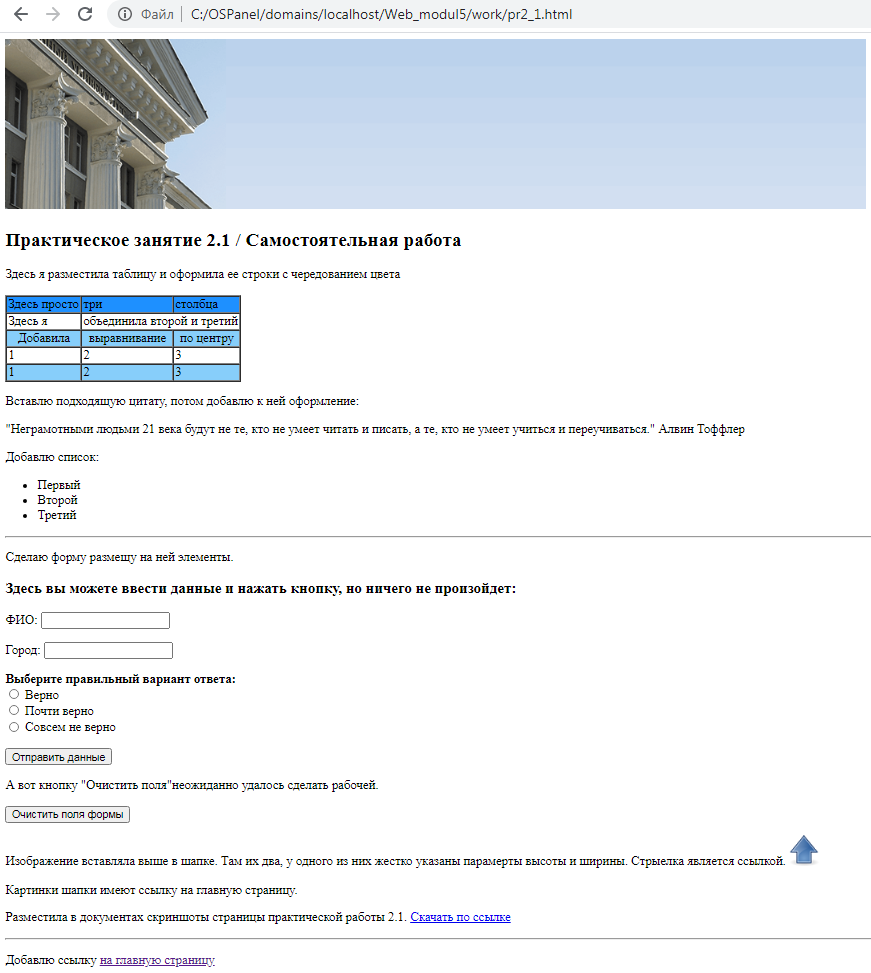 Файл C:/OSPanel/domains/localhost/Web_modul5/work/pr2_1.html
Практическое занятие 2.1 / Самостоятельная работа
Здесь я разместила таблицу и оформила ее строки с чередованием цвета
Здесь просто три столбца
Здесь я объединила второй и третий
Добавила выравнивание по центру
1 2 3
1 2 3
Вставлю подходящую цитату, потом добавлю к ней оформление:
"Неграмотными людьми 21 века будут не те, кто не умеет читать и писать, а те, кто не умеет учиться и переучиваться." Алвин Тоффлер
Добавлю список:
• Первый
• Второй
• Третий
Сделаю форму размещу на ней элементы.
Здесь вы можете ввести данные и нажать кнопку, но ничего не произойдет:
ФИО:
Город:
Выберите правильный вариант ответа:
Верно
Почти верно
Совсем не верно
Отправить данные
А вот кнопку "Очистить поля"неожиданно удалось сделать рабочей.
Очистить поля формы
Изображение вставляла выше в шапке. Там их два, у одного из них жестко указаны парамерты высоты и ширины. Стрыелка является ссылкой.
Картинки шапки имеют ссылку на главную страницу.
Разместила в документах скриншоты страницы практической работы 2.1. Скачать по ссылке
Добавлю ссылку на главную страницу